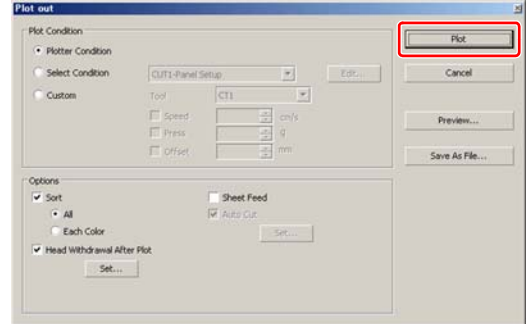 Plot out
Plot Condition
Plotter Condition
Select Condition
CUT1-Panel Setup
Edit...
Custom
Tool
CT1
Speed
cm/s
Press
g
Offset
mm
Plot
Cancel
Preview...
Save As File...
Options
Sort
All
Each Color
Head Withdrawal After Plot
Set...
Sheet Feed
Auto Cut
Set...